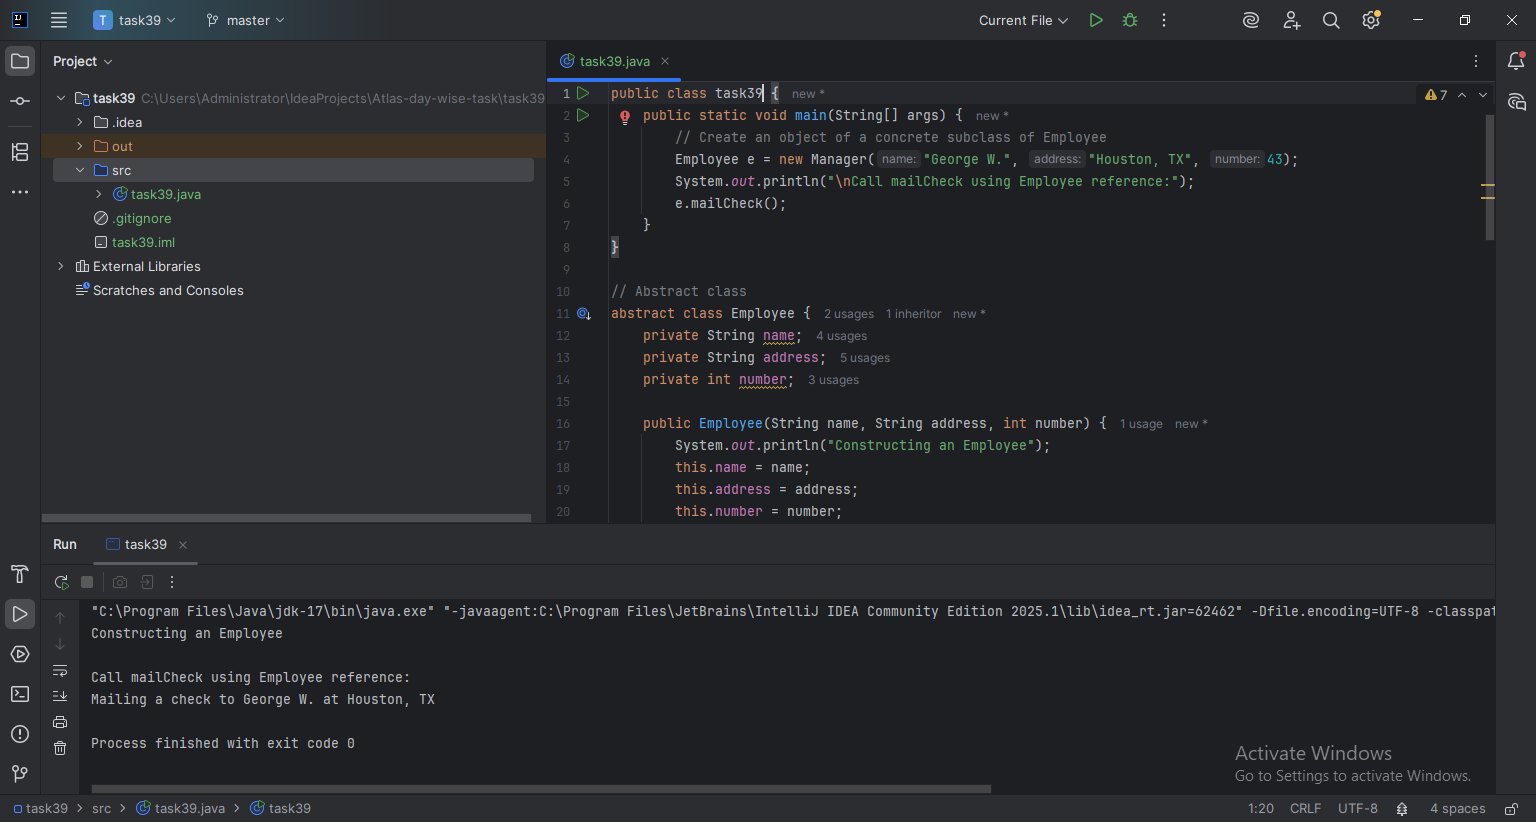 task39 master Current File
Project
task39 C:\Users\Administrator\IdeaProjects\Atlas-day-wise-task\task39
.idea
out
src
task39.java
.gitignore
task39.iml
External Libraries
Scratches and Consoles
task39.java
7
1 public class task39 { new *
2 public static void main(String[] args) { new *
3 // Create an object of a concrete subclass of Employee
4 Employee e = new Manager( name: "George W.", address: "Houston, TX", number: 43);
5 System.out.println("\nCall mailCheck using Employee reference:");
6 e.mailCheck();
7 }
8 }
9
10 // Abstract class
11 abstract class Employee { 2 usages 1 inheritor new *
12 private String name; 4 usages
13 private String address; 5 usages
14 private int number; 3 usages
15
16 public Employee(String name, String address, int number) { 1 usage new *
17 System.out.println("Constructing an Employee");
18 this.name = name;
19 this.address = address;
20 this.number = number;
Run task39
"C:\Program Files\Java\jdk-17\bin\java.exe" "-javaagent:C:\Program Files\JetBrains\IntelliJ IDEA Community Edition 2025.1\lib\idea_rt.jar=62462" -Dfile.encoding=UTF-8 -classpat
Constructing an Employee
Call mailCheck using Employee reference:
Mailing a check to George W. at Houston, TX
Process finished with exit code 0
Activate Windows
Go to Settings to activate Windows.
task39 > src > task39.java > task39 1:20 CRLF UTF-8 4 spaces